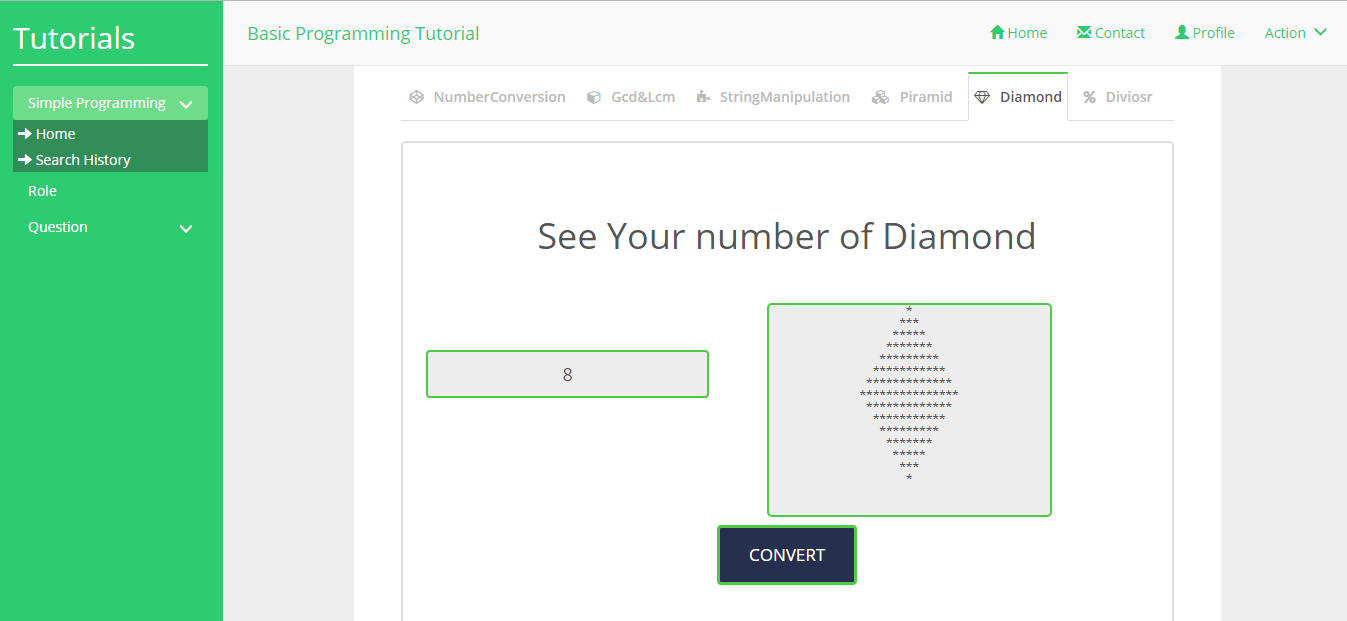 Tutorials
Simple Programming
Home
Search History
Role
Question
Basic Programming Tutorial
Home
Contact
Profile
Action
NumberConversion
Gcd&Lcm
StringManipulation
Piramid
Diamond
Diviosr
See Your number of Diamond
8
*
***
*****
*******
*********
***********
*************
***************
*************
***********
*********
*******
*****
***
*
CONVERT